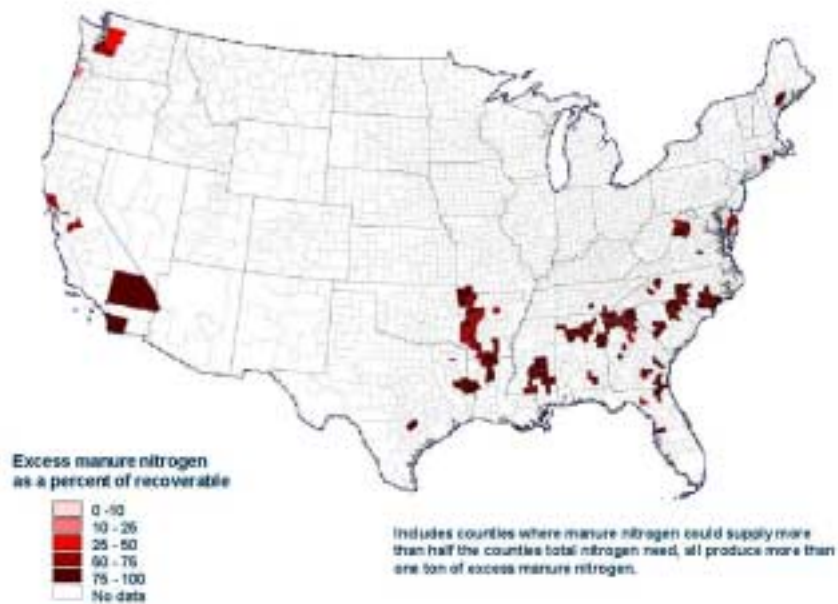 Excess manure nitrogen
as a percent of recoverable
0 -10
10 - 25
25 - 50
50 - 75
75 - 100
No data
Includes counties where manure nitrogen could supply more
than half the counties total nitrogen need, all produce more than
one ton of excess manure nitrogen.